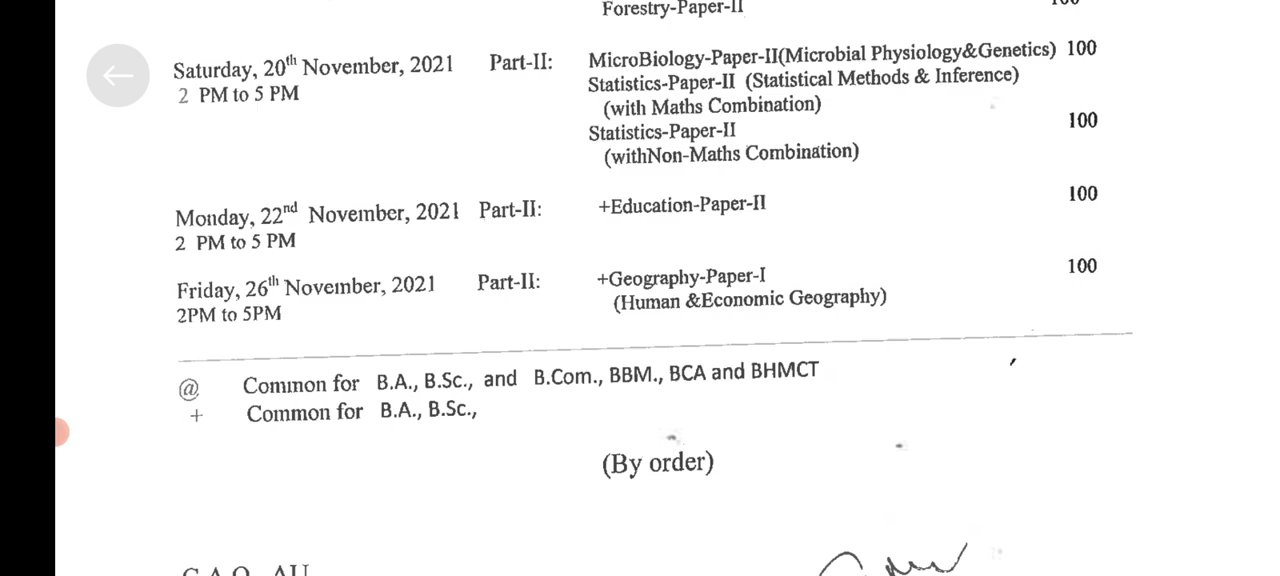 Forestry-Paper-II
Saturday, 20th November, 2021 Part-II: MicroBiology-Paper-II(Microbial Physiology&Genetics) 100
2 PM to 5 PM Statistics-Paper-II (Statistical Methods & Inference)
(with Maths Combination)
Statistics-Paper-II 100
(withNon-Maths Combination)
Monday, 22nd November, 2021 Part-II: +Education-Paper-II 100
2 PM to 5 PM
Friday, 26th November, 2021 Part-II: +Geography-Paper-I 100
2PM to 5PM (Human &Economic Geography)
@ Common for B.A., B.Sc., and B.Com., BBM., BCA and BHMCT
+ Common for B.A., B.Sc.,
(By order)